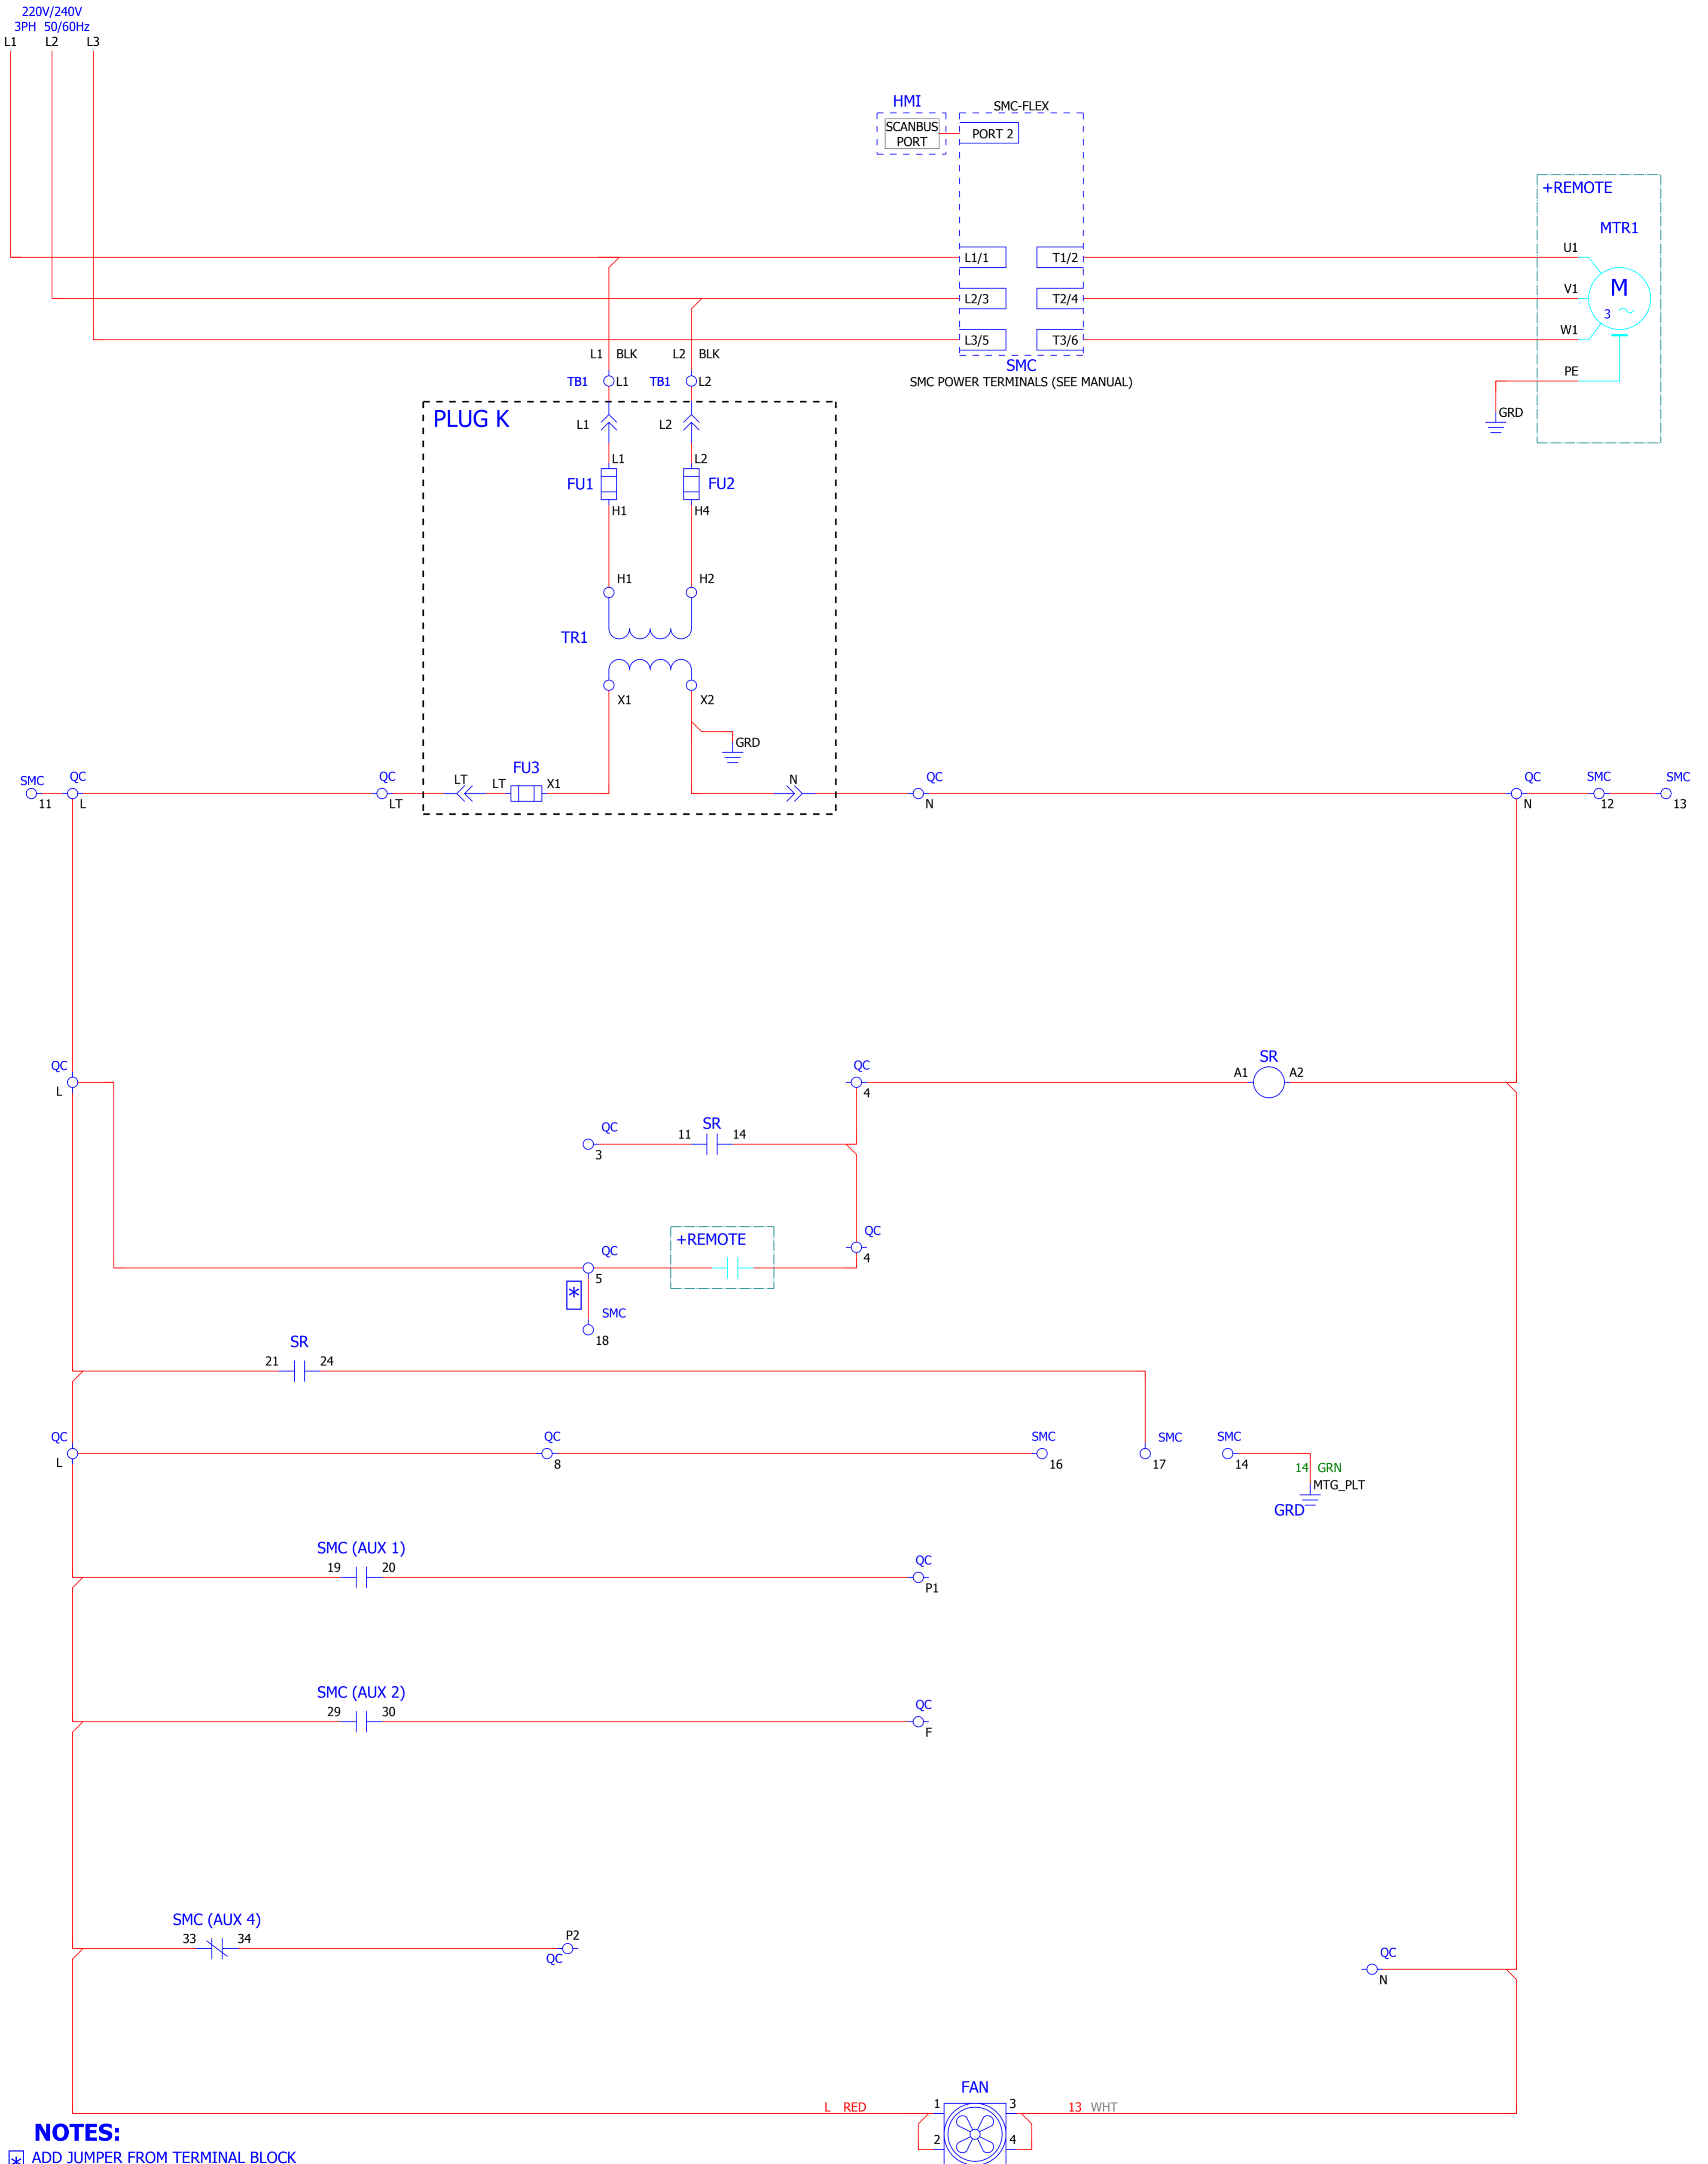 220V/240V
3PH 50/60Hz
L1 L2 L3
HMI
SMC-FLEX
SCANBUS
PORT
PORT 2
+REMOTE
MTR1
U1
L1/1 T1/2
V1
M
3
L2/3 T2/4
W1
L3/5 T3/6
L1 BLK L2 BLK
SMC
PE
TB1 L1 TB1 L2
SMC POWER TERMINALS (SEE MANUAL)
GRD
PLUG K
L1 L2
L1 L2
FU1 FU2
H1 H4
H1 H2
TR1
X1 X2
GRD
FU3
SMC QC QC LT LT X1 N QC QC SMC SMC
11 L LT N N 12 13
QC QC SR
L 4 A1 A2
QC 11 SR 14
3
QC
+REMOTE
QC
4
5
*
SMC
18
SR
21 24
QC QC SMC SMC SMC
L 8 16 17 14
14 GRN
MTG_PLT
GRD
SMC (AUX 1)
19 20 QC
P1
SMC (AUX 2)
29 30 QC
F
SMC (AUX 4)
33 34 P2
QC
QC
N
FAN
L RED 1 3 13 WHT
2 4
NOTES:
* ADD JUMPER FROM TERMINAL BLOCK